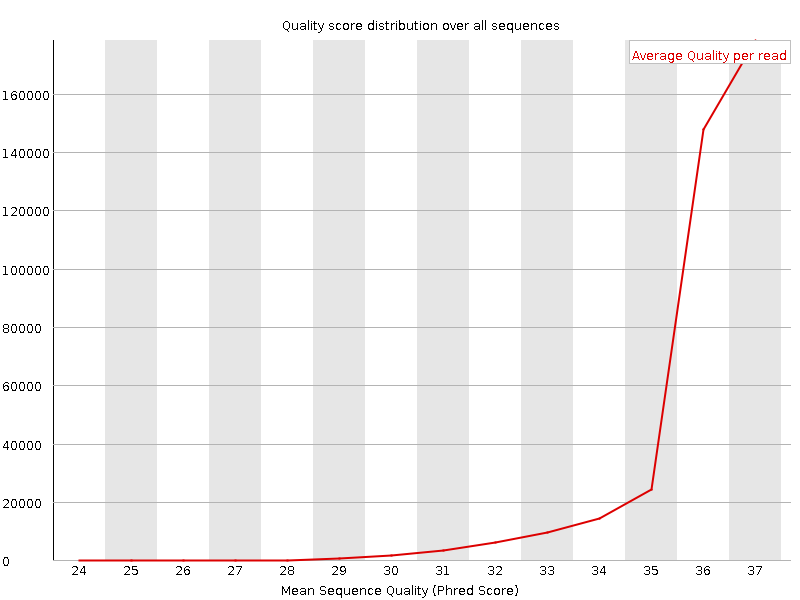 Quality score distribution over all sequences
Average Quality per read
160000
140000
120000
100000
80000
60000
40000
20000
0
24 25 26 27 28 29 30 31 32 33 34 35 36 37
Mean Sequence Quality (Phred Score)